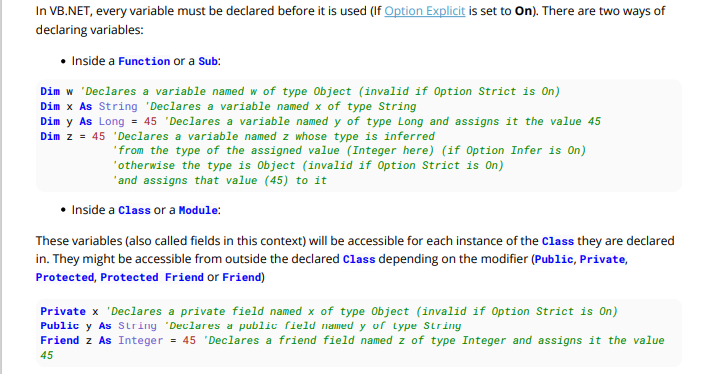 In VB.NET, every variable must be declared before it is used (If Option Explicit is set to On). There are two ways of
declaring variables:
• Inside a Function or a Sub:
Dim w 'Declares a variable named w of type Object (invalid if Option Strict is On)
Dim x As String 'Declares a variable named x of type String
Dim y As Long = 45 'Declares a variable named y of type Long and assigns it the value 45
Dim z = 45 'Declares a variable named z whose type is inferred
'from the type of the assigned value (Integer here) (if Option Infer is On)
'otherwise the type is Object (invalid if Option Strict is On)
'and assigns that value (45) to it
• Inside a Class or a Module:
These variables (also called fields in this context) will be accessible for each instance of the Class they are declared
in. They might be accessible from outside the declared Class depending on the modifier (Public, Private,
Protected, Protected Friend or Friend)
Private x 'Declares a private field named x of type Object (invalid if Option Strict is On)
Public y As String 'Declares a public field named y of type String
Friend z As Integer = 45 'Declares a friend field named z of type Integer and assigns it the value
45